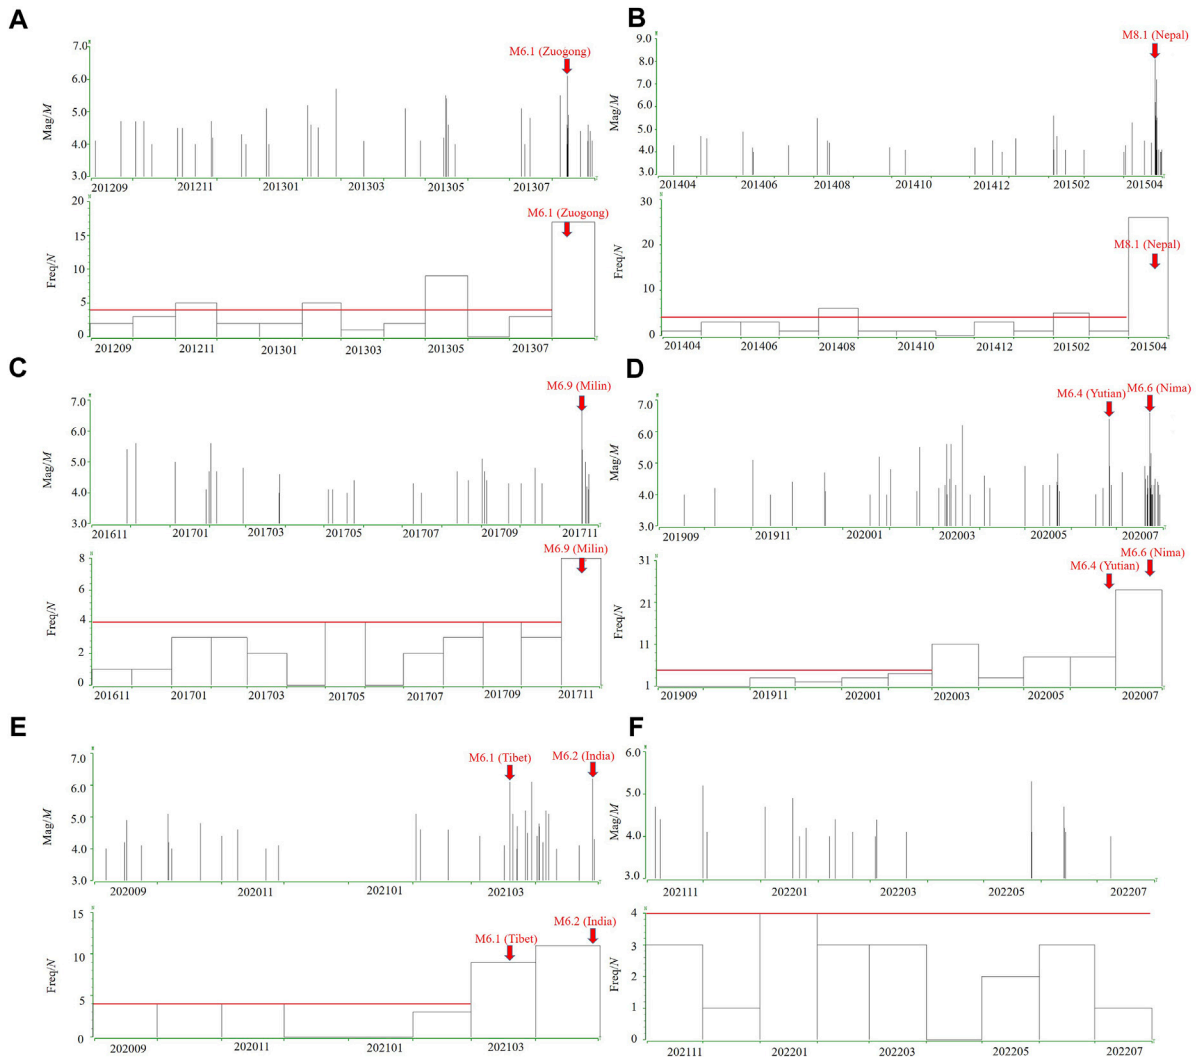 A
M6.1 (Zuogong)
Mag/M
7.0
6.0
5.0
4.0
3.0
201209 201211 201301 201303 201305 201307
M6.1 (Zuogong)
Freq/N
20
15
10
5
0
201209 201211 201301 201303 201305 201307
B
M8.1 (Nepal)
Mag/M
9.0
8.0
7.0
6.0
5.0
4.0
3.0
201404 201406 201408 201410 201412 201502 201504
M8.1 (Nepal)
Freq/N
30
20
10
0
201404 201406 201408 201410 201412 201502 201504
C
M6.9 (Milin)
Mag/M
7.0
6.0
5.0
4.0
3.0
201611 201701 201703 201705 201707 201709 201711
M6.9 (Milin)
Freq/N
8
6
4
2
0
201611 201701 201703 201705 201707 201709 201711
D
M6.4 (Yutian) M6.6 (Nima)
Mag/M
7.0
6.0
5.0
4.0
3.0
201909 201911 202001 202003 202005 202007
M6.4 (Yutian) M6.6 (Nima)
Freq/N
31
21
11
1
201909 201911 202001 202003 202005 202007
E
M6.1 (Tibet) M6.2 (India)
Mag/M
7.0
6.0
5.0
4.0
3.0
202009 202011 202101 202103
M6.1 (Tibet) M6.2 (India)
Freq/N
15
10
5
0
202009 202011 202101 202103
F
Mag/M
6.0
5.0
4.0
3.0
202111 202201 202203 202205 202207
Freq/N
4
3
2
1
0
202111 202201 202203 202205 202207